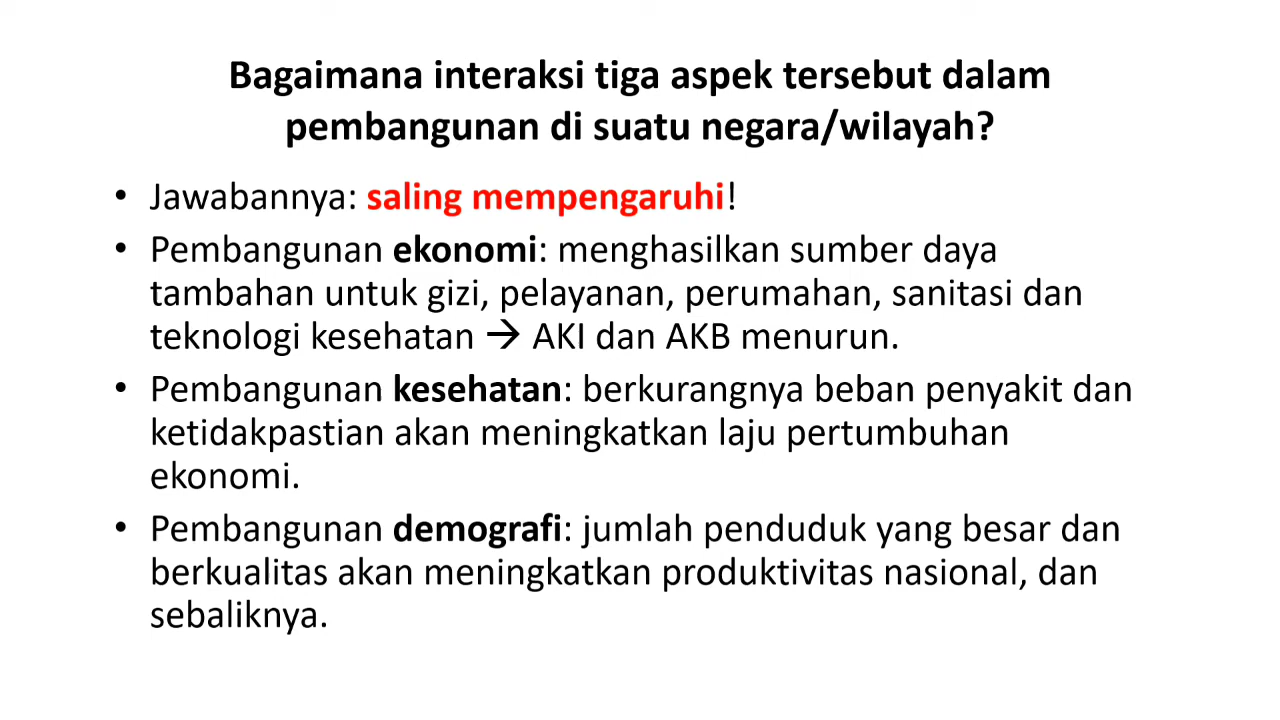 Bagaimana interaksi tiga aspek tersebut dalam
pembangunan di suatu negara/wilayah?
• Jawabannya: saling mempengaruhi!
• Pembangunan ekonomi: menghasilkan sumber daya
tambahan untuk gizi, pelayanan, perumahan, sanitasi dan
teknologi kesehatan → AKI dan AKB menurun.
• Pembangunan kesehatan: berkurangnya beban penyakit dan
ketidakpastian akan meningkatkan laju pertumbuhan
ekonomi.
• Pembangunan demografi: jumlah penduduk yang besar dan
berkualitas akan meningkatkan produktivitas nasional, dan
sebaliknya.